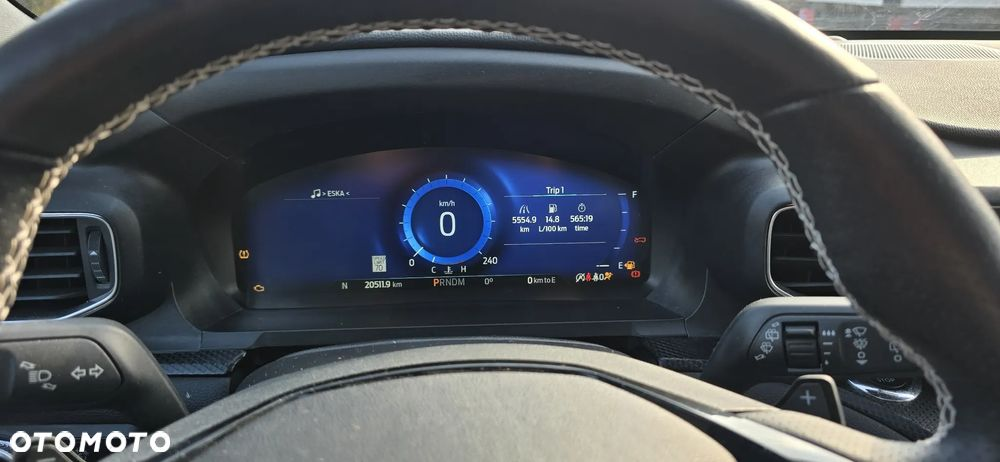 > ESKA <
Trip 1
km/h
0
5554.9
14.8
565:19
km
L/100 km
time
F
0
240
C
H
E
N
20511.9 km
PRNDM
0°
0 km to E
STOP
+
OTOMOTO